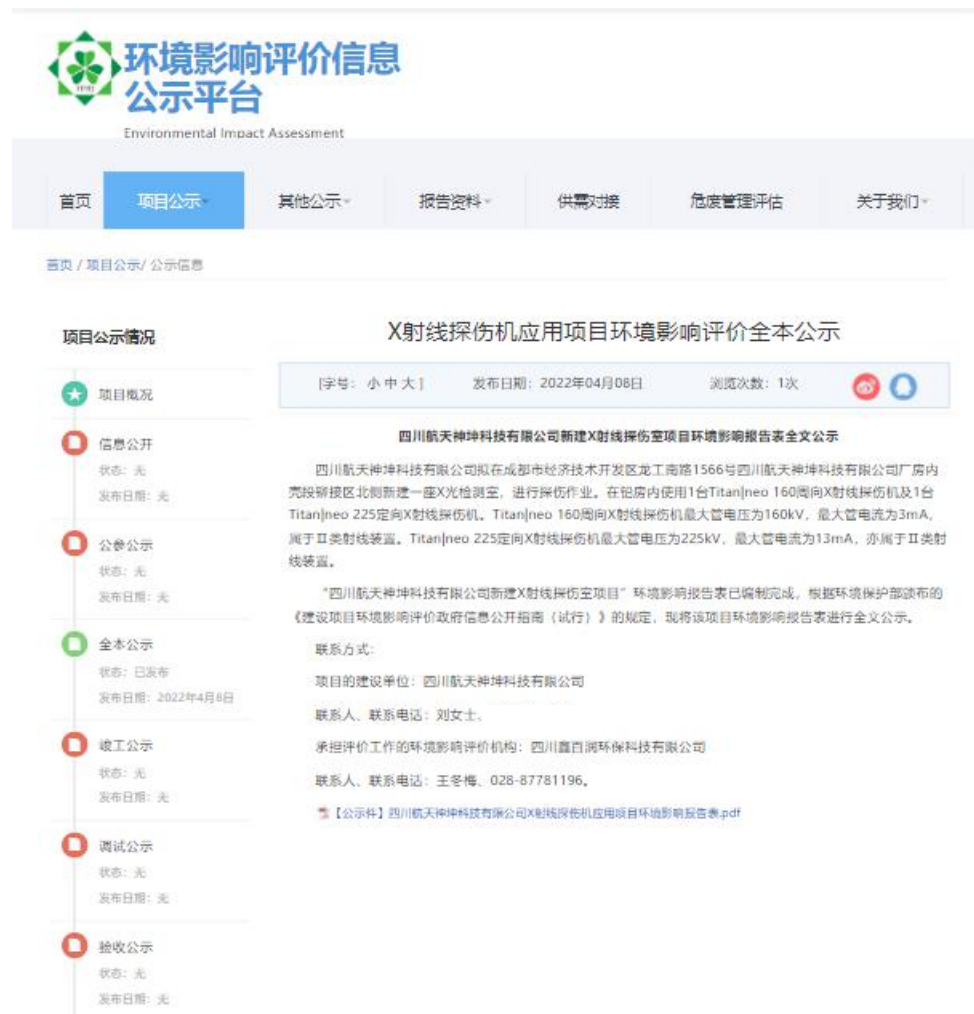 环境影响评价信息
公示平台
Environmental Impact Assessment
首页
项目公示
其他公示
报告资料
供需对接
危废管理评估
关于我们
首页 / 项目公示/ 公示信息
项目公示情况
项目概况
信息公开
状态：无
发布日期：无
公参公示
状态：无
发布日期：无
全本公示
状态：已发布
发布日期：2022年4月8日
竣工公示
状态：无
发布日期：无
调试公示
状态：无
发布日期：无
验收公示
状态：无
发布日期：无
X射线探伤机应用项目环境影响评价全本公示
[字号：小 中 大]
发布日期：2022年04月08日
浏览次数：1次
四川航天神坤科技有限公司新建X射线探伤室项目环境影响报告表全文公示
四川航天神坤科技有限公司拟在成都市经济技术开发区龙工南路1566号四川航天神坤科技有限公司厂房内
壳段铆接区北侧新建一座X光检测室，进行探伤作业。在铅房内使用1台Titan|neo 160周向X射线探伤机及1台
Titan|neo 225定向X射线探伤机。Titan|neo 160周向X射线探伤机最大管电压为160kV，最大管电流为3mA，
属于Ⅱ类射线装置。Titan|neo 225定向X射线探伤机最大管电压为225kV，最大管电流为13mA，亦属于Ⅱ类射
线装置。
“四川航天神坤科技有限公司新建X射线探伤室项目”环境影响报告表已编制完成，根据环境保护部颁布的
《建设项目环境影响评价政府信息公开指南（试行）》的规定，现将该项目环境影响报告表进行全文公示。
联系方式：
项目的建设单位：四川航天神坤科技有限公司
联系人、联系电话：刘女士、
承担评价工作的环境影响评价机构：四川鑫百润环保科技有限公司
联系人、联系电话：王冬梅、028-87781196。
【公示件】四川航天神坤科技有限公司X射线探伤机应用项目环境影响报告表.pdf